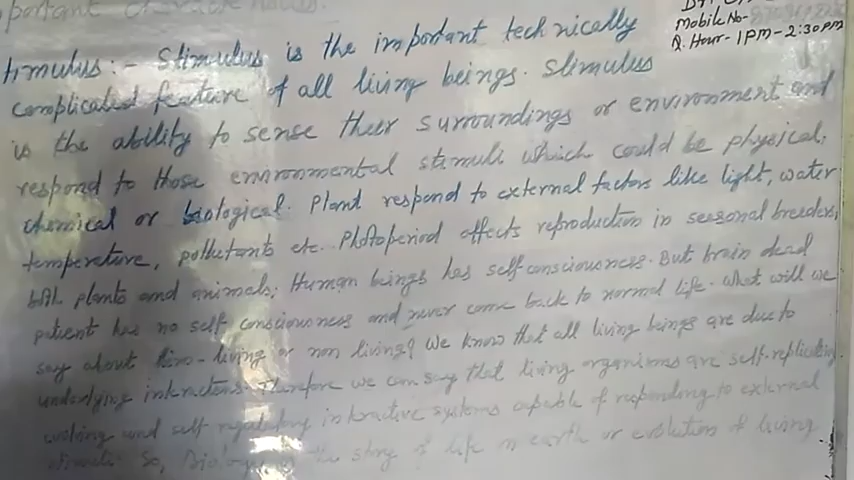 portant
Mobile No-
Q. Hour - 1PM - 2:30PM
timulus :- Stimulus is the important technically
complicated feature of all living beings. Stimulus
is the ability to sense their surroundings or environment and
respond to those environmental stimuli which could be physical,
chemical or biological. Plant respond to external factors like light, water
temperature, pollutants etc. Photoperiod affects reproduction in seasonal breeders,
both plants and animals; Human beings has self consciousness. But brain dead
patient has no self consciousness and never come back to normal life. What will we
say about him - living or non living? We know that all living beings are due to
underlying interactions. Therefore we can say that living organisms are self-replicating
evolving and self regulatory interactive systems capable of responding to external
stimuli. So, Biology the story of life on earth or evolution of living